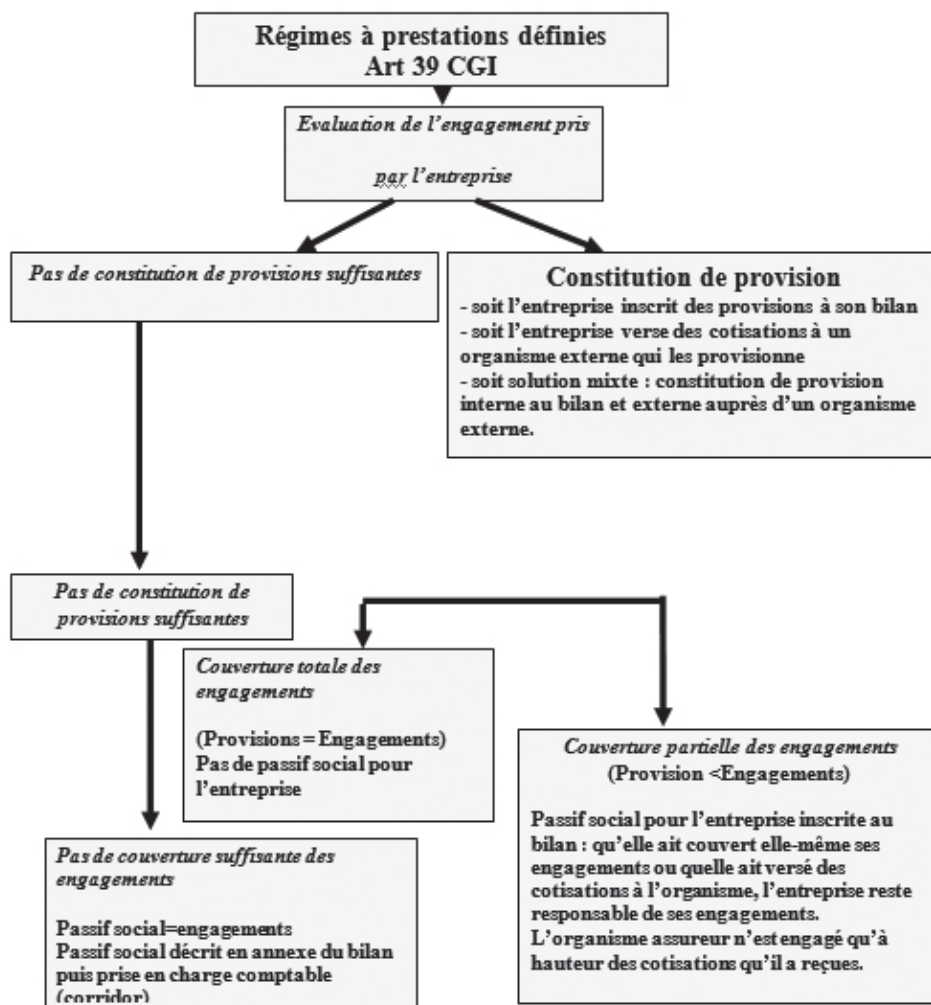 Régimes à prestations définies
Art 39 CGI
Evaluation de l'engagement pris
par l'entreprise
Pas de constitution de provisions suffisantes
Constitution de provision
- soit l'entreprise inscrit des provisions à son bilan
- soit l'entreprise verse des cotisations à un
organisme externe qui les provisionne
- soit solution mixte : constitution de provision
interne au bilan et externe auprès d'un organisme
externe.
Pas de constitution de
provisions suffisantes
Couverture totale des
engagements
(Provisions = Engagements)
Pas de passif social pour
l'entreprise
Couverture partielle des engagements
(Provision <Engagements)
Passif social pour l'entreprise inscrite au
bilan : qu'elle ait couvert elle-même ses
engagements ou quelle ait versé des
cotisations à l'organisme, l'entreprise reste
responsable de ses engagements.
L'organisme assureur n'est engagé qu'à
hauteur des cotisations qu'il a reçues.
Pas de couverture suffisante des
engagements
Passif social=engagements
Passif social décrit en annexe du bilan
puis prise en charge comptable
(corridor)